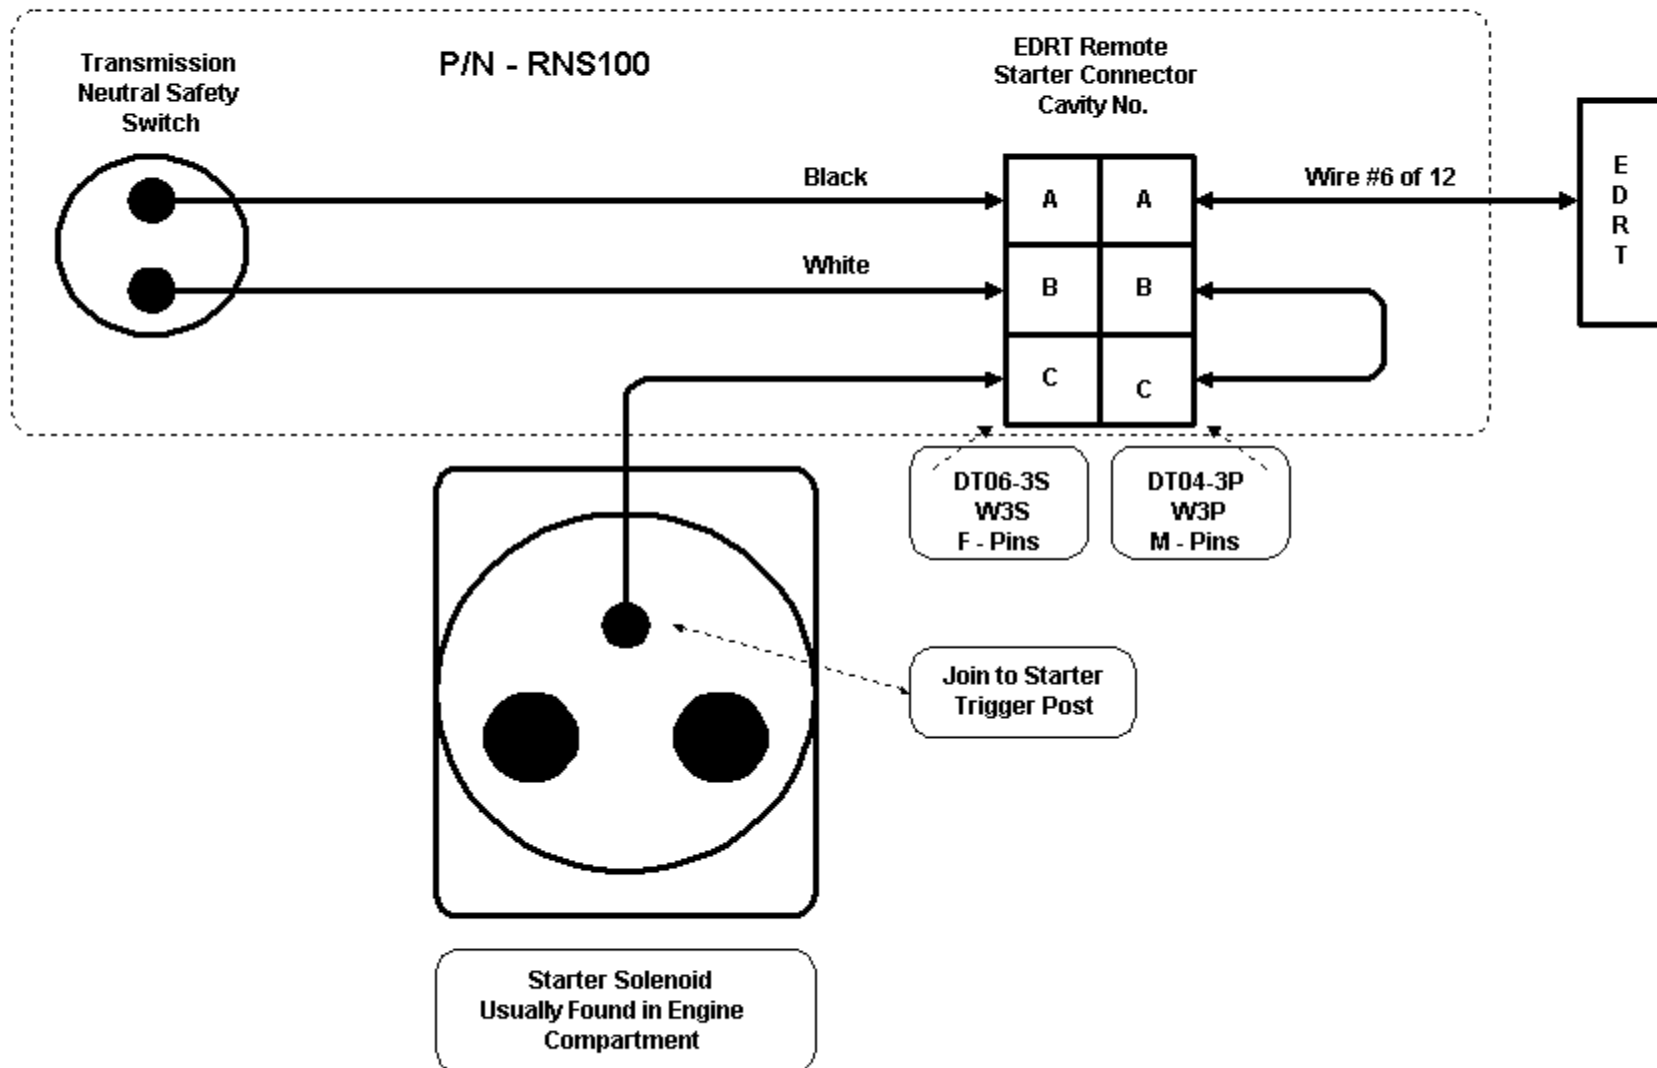 P/N - RNS100
Transmission
Neutral Safety
Switch
EDRT Remote
Starter Connector
Cavity No.
Black
A
A
Wire #6 of 12
E
D
R
T
White
B
B
C
C
DT06-3S
W3S
F - Pins
DT04-3P
W3P
M - Pins
Join to Starter
Trigger Post
Starter Solenoid
Usually Found in Engine
Compartment